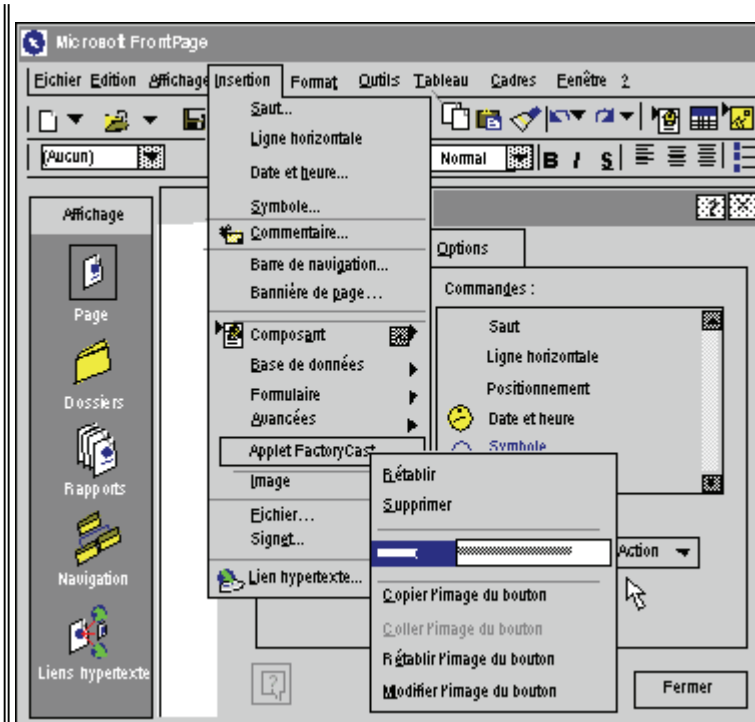 Microsoft FrontPage
Eichier Edition Affichage Insertion Format Outils Tableau Cadres Eenêtre ?
(Aucun)
Normal B I S
Affichage
Page
Dossiers
Rapports
Navigation
Liens hypertexte
Saut...
Ligne horizontale
Date et heure...
Symbole...
Commentaire...
Barre de navigation...
Bannière de page...
Composant
Base de données
Formulaire
Avancées
Applet FactoryCast
Image
Eichier...
Signet...
Lien hypertexte...
Options
Commandes :
Saut
Ligne horizontale
Positionnement
Date et heure
Symbole
Rétablir
Supprimer
Copier l'image du bouton
Coller l'image du bouton
Rétablir l'image du bouton
Modifier l'image du bouton
Action
Fermer